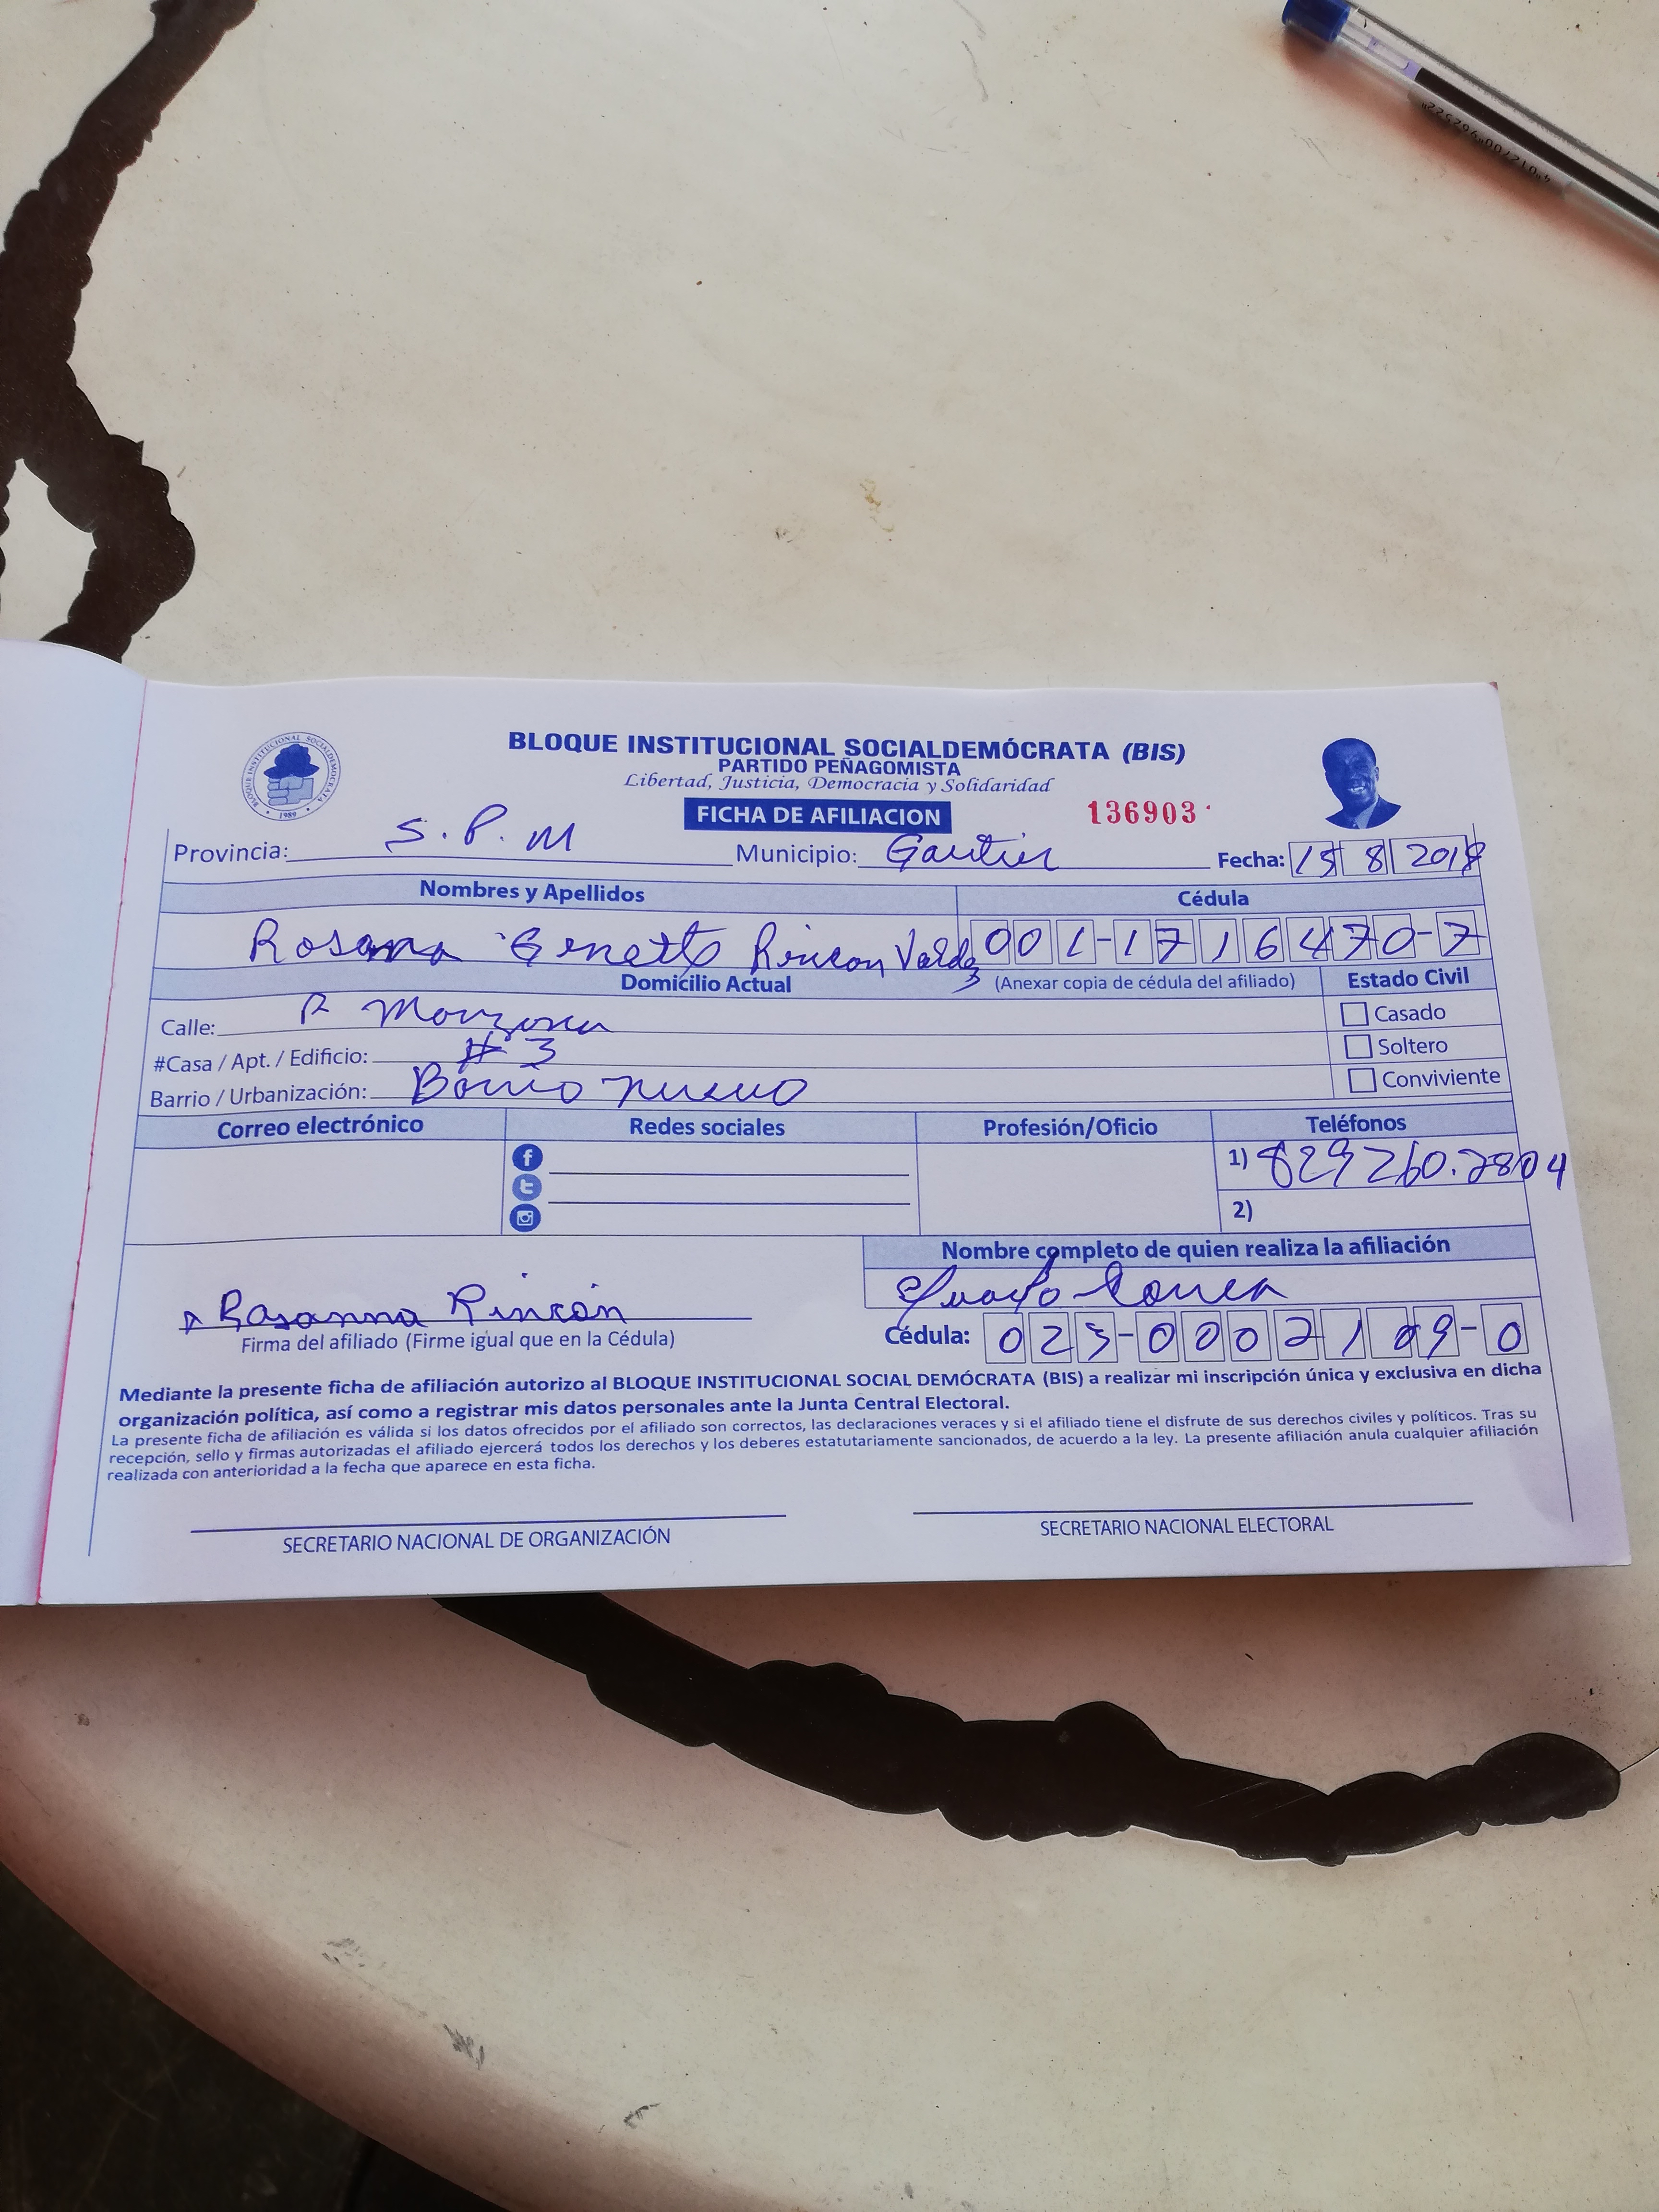 BLOQUE INSTITUCIONAL SOCIALDEMÓCRATA (BIS)
PARTIDO PEÑAGOMISTA
Libertad, Justicia, Democracia y Solidaridad
BLOQUE INSTITUCIONAL SOCIALDEMÓCRATA
1989
FICHA DE AFILIACION 136903
Provincia: S. P. M Municipio: Gautier Fecha: 15 8 2018
Nombres y Apellidos Cédula
Rosanna Rincon Valdez 001-1716470-7
Domicilio Actual (Anexar copia de cédula del afiliado) Estado Civil
Calle: Casado
#Casa / Apt. / Edificio: # 3 Soltero
Barrio / Urbanización: Barrio nuevo Conviviente
Correo electrónico Redes sociales Profesión/Oficio Teléfonos
1) 829 260.2804
2)
Nombre completo de quien realiza la afiliación
Rosanna Rincón
Firma del afiliado (Firme igual que en la Cédula) Cédula: 023-0002109-0
Mediante la presente ficha de afiliación autorizo al BLOQUE INSTITUCIONAL SOCIAL DEMÓCRATA (BIS) a realizar mi inscripción única y exclusiva en dicha
organización política, así como a registrar mis datos personales ante la Junta Central Electoral.
La presente ficha de afiliación es válida si los datos ofrecidos por el afiliado son correctos, las declaraciones veraces y si el afiliado tiene el disfrute de sus derechos civiles y políticos. Tras su
recepción, sello y firmas autorizadas el afiliado ejercerá todos los derechos y los deberes estatutariamente sancionados, de acuerdo a la ley. La presente afiliación anula cualquier afiliación
realizada con anterioridad a la fecha que aparece en esta ficha.
SECRETARIO NACIONAL DE ORGANIZACIÓN SECRETARIO NACIONAL ELECTORAL